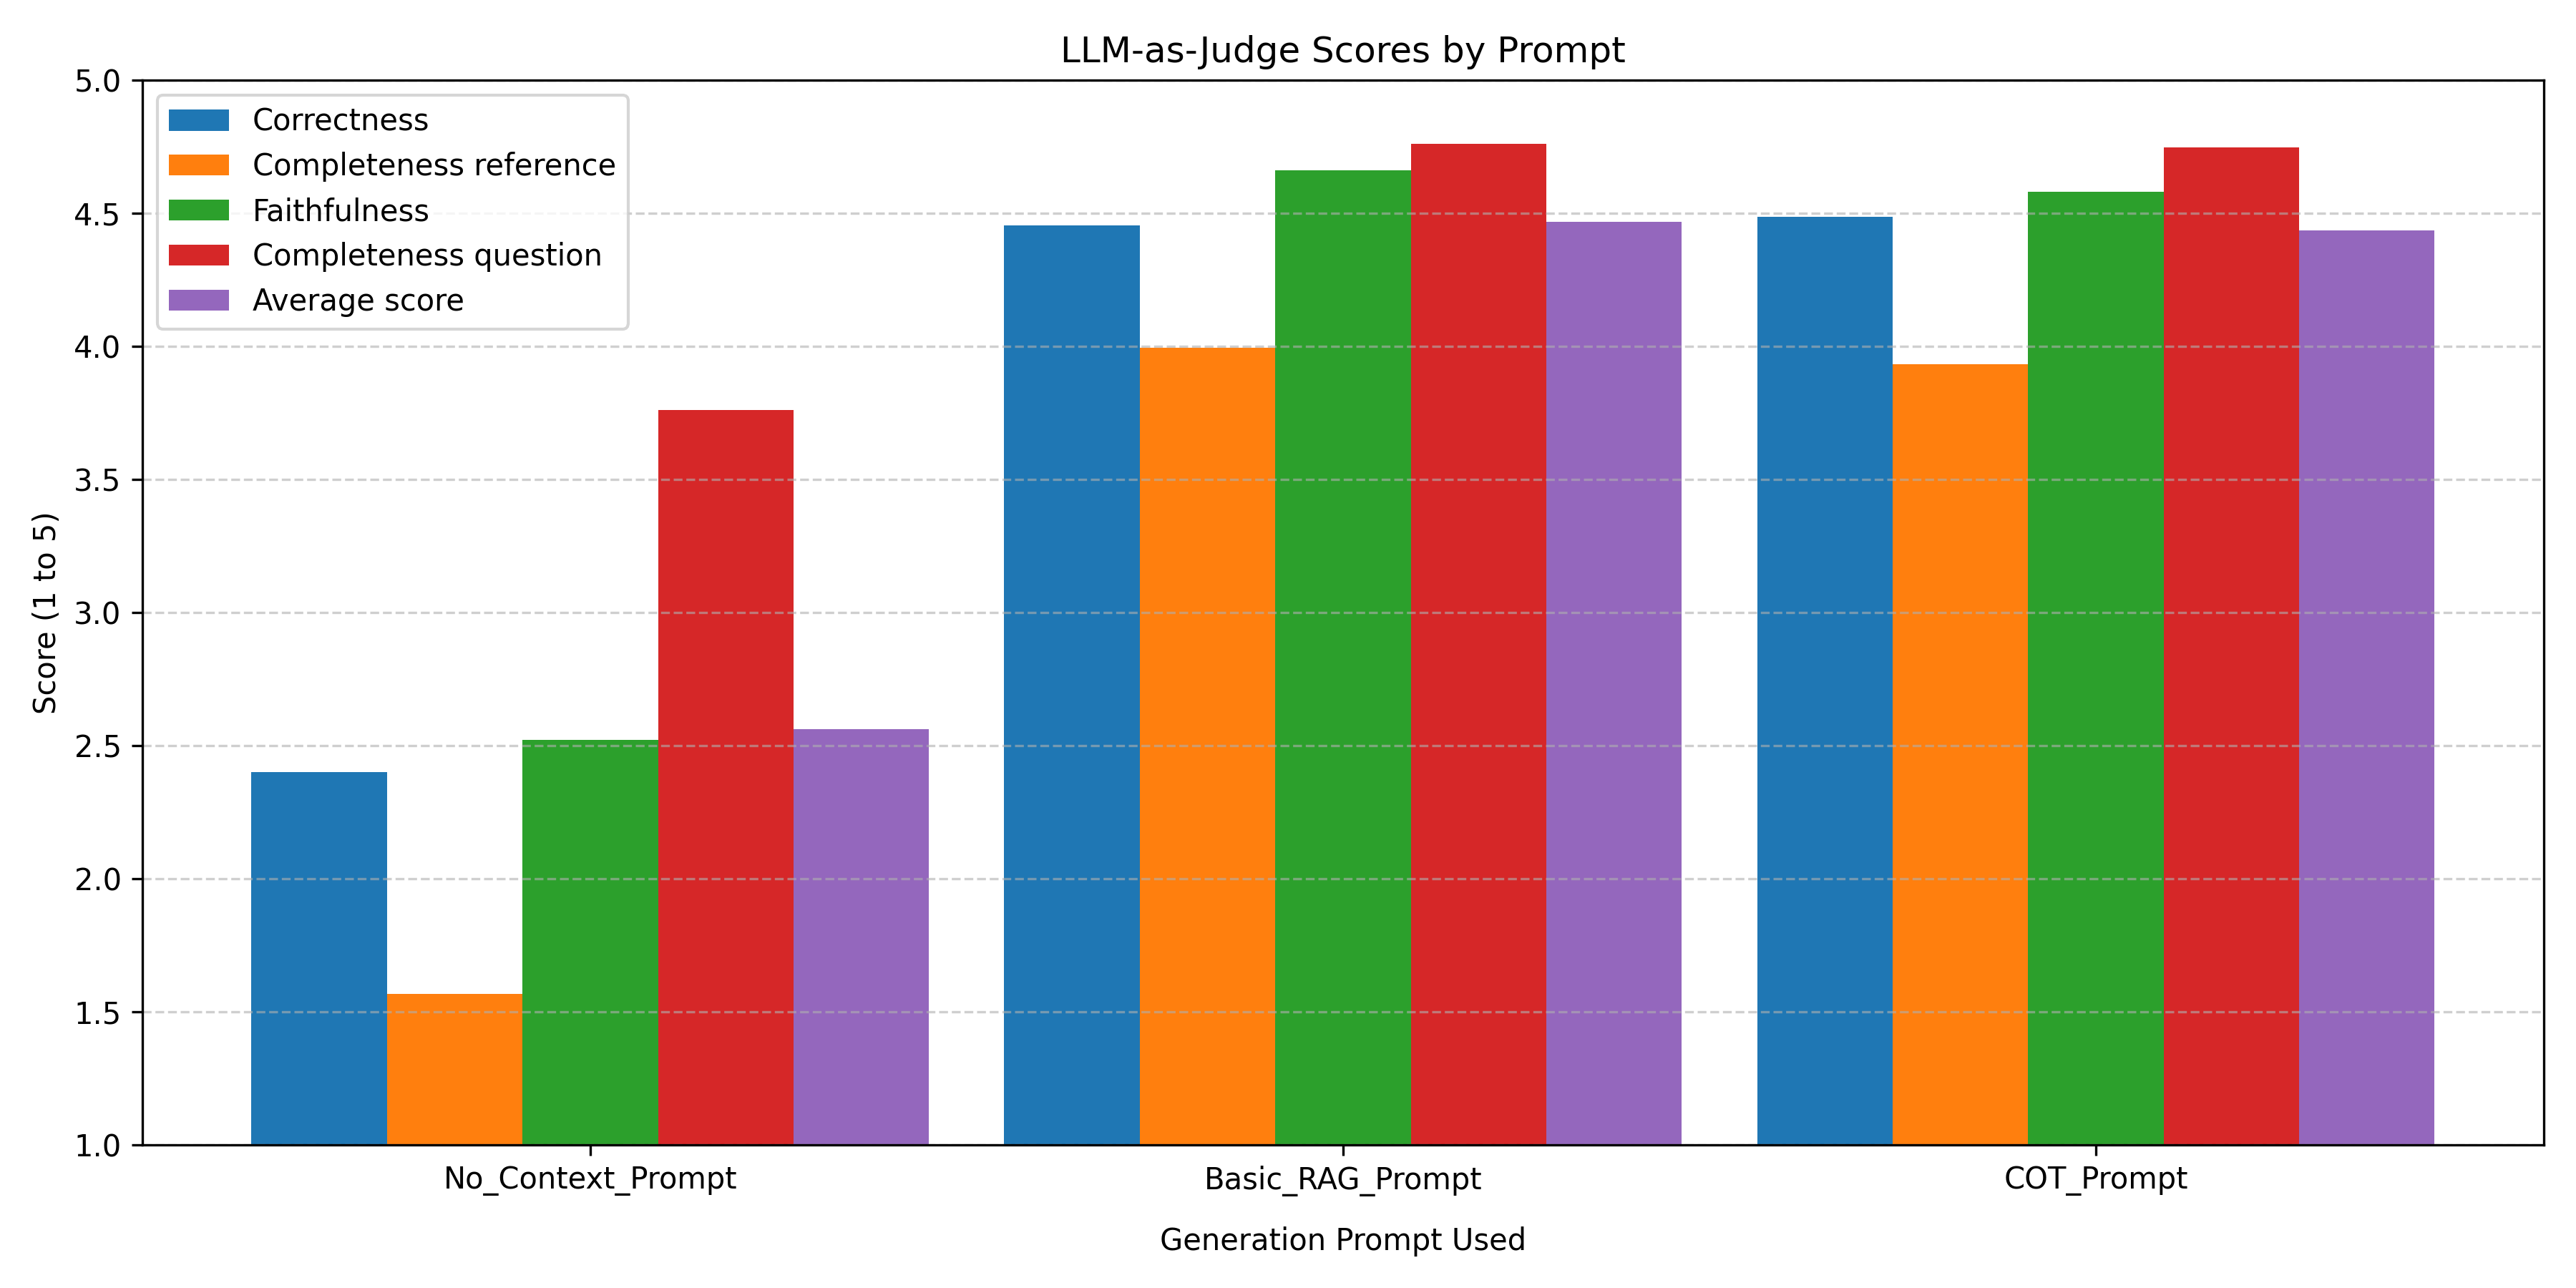 LLM-as-Judge Scores by Prompt
5.0
4.5
4.0
3.5
3.0
2.5
2.0
1.5
1.0
Score (1 to 5)
Correctness
Completeness reference
Faithfulness
Completeness question
Average score
No_Context_Prompt
Basic_RAG_Prompt
COT_Prompt
Generation Prompt Used